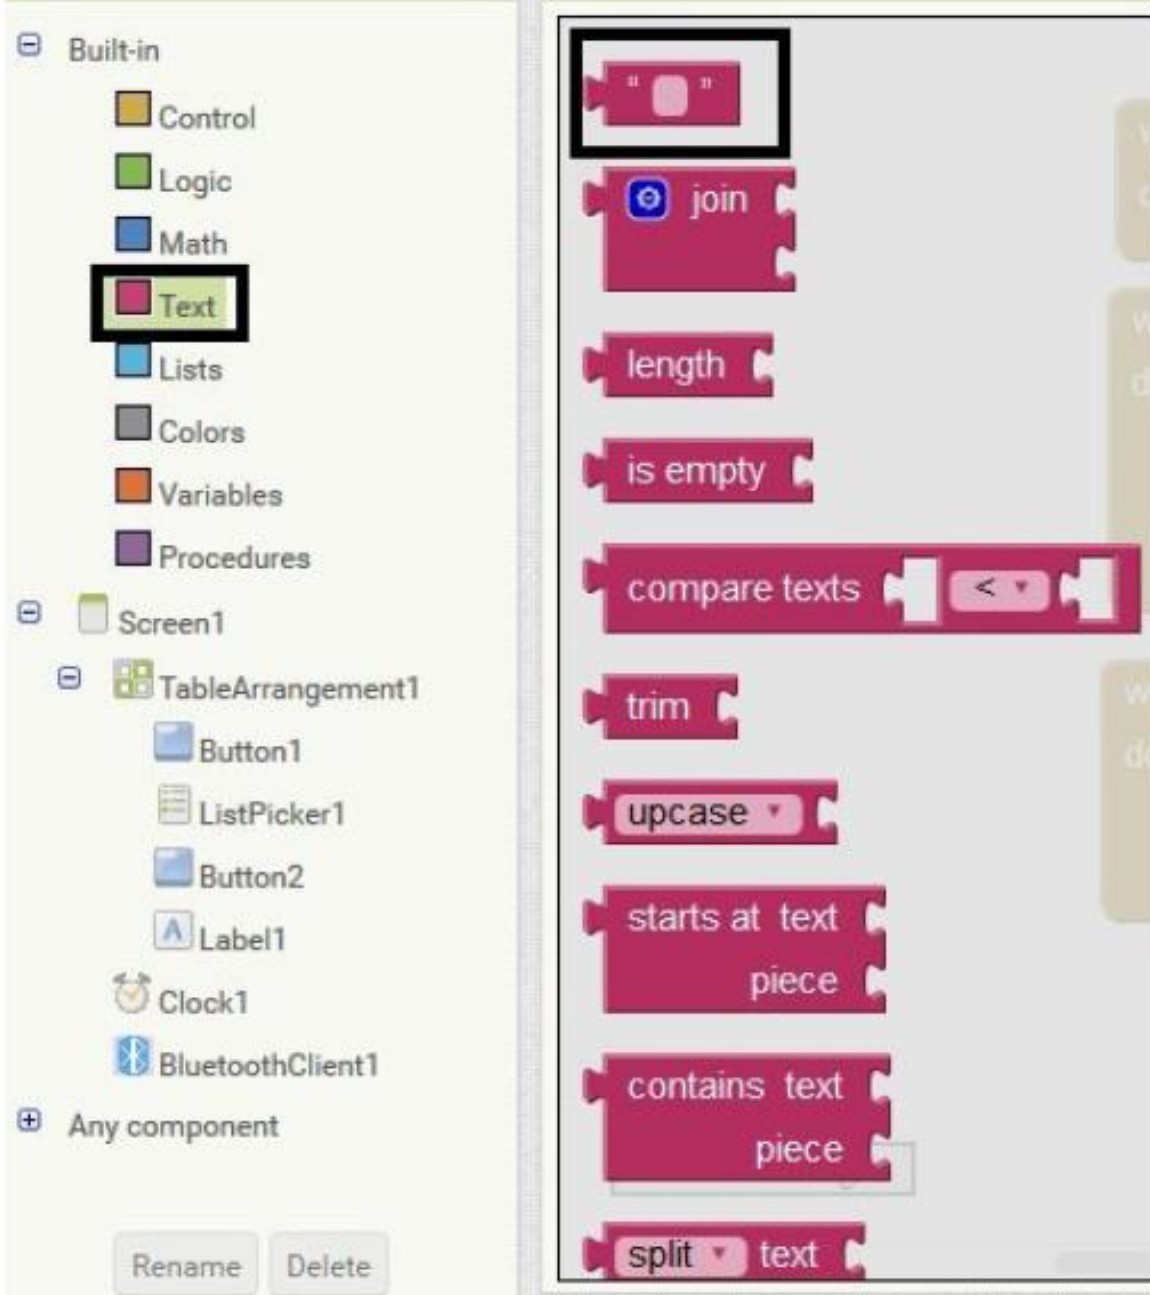 Built-in
Control
Logic
Math
Text
Lists
Colors
Variables
Procedures
Screen1
TableArrangement1
Button1
ListPicker1
Button2
Label1
Clock1
BluetoothClient1
Any component
Rename Delete
“ ”
join
length
is empty
compare texts <
trim
upcase
starts at text
piece
contains text
piece
split text